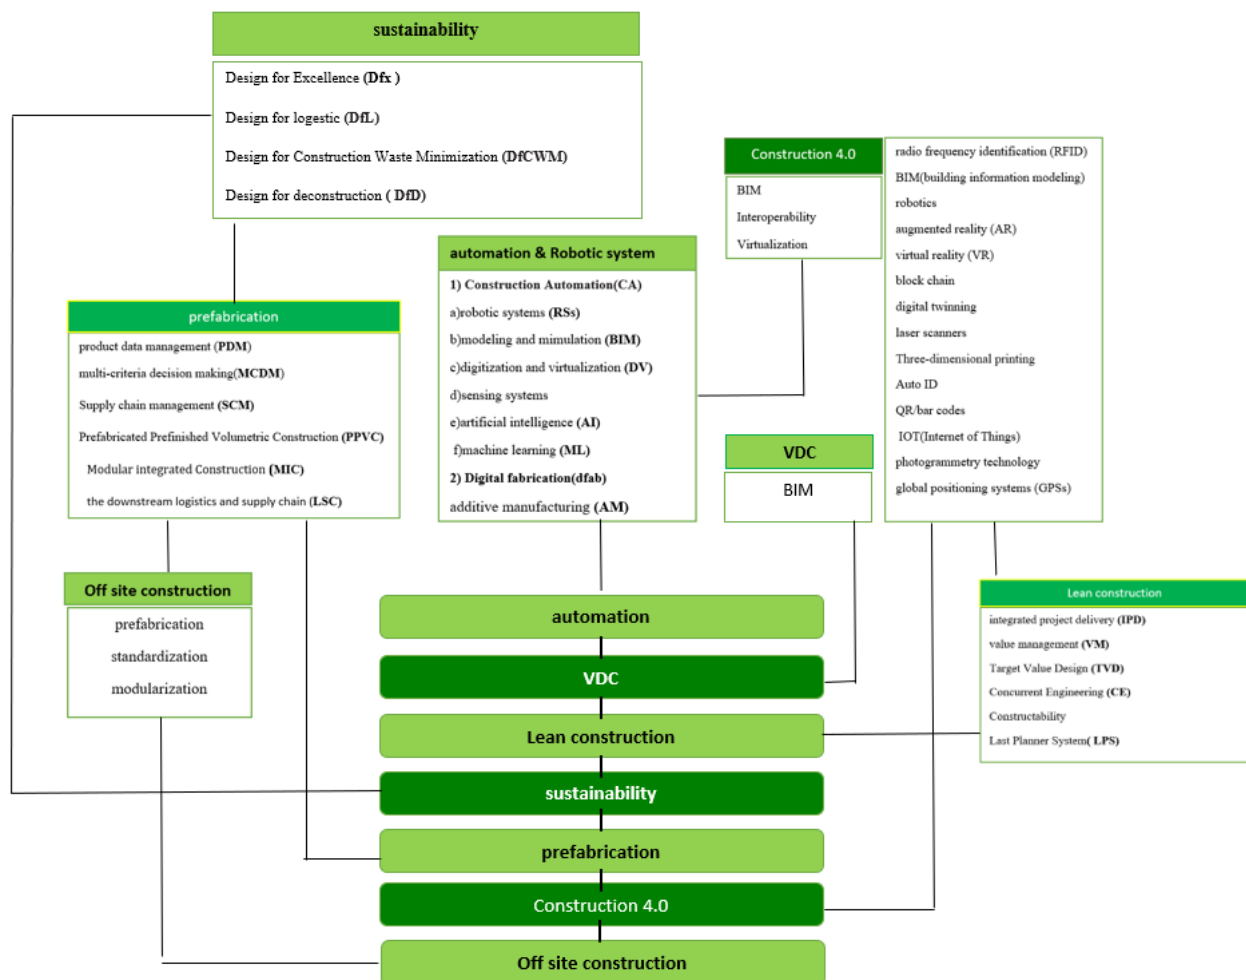 sustainability
Design for Excellence (Dfx )
Design for logestic (DfL)
Design for Construction Waste Minimization (DfCWM)
Design for deconstruction ( DfD)
Construction 4.0
BIM
Interoperability
Virtualization
radio frequency identification (RFID)
BIM(building information modeling)
robotics
augmented reality (AR)
virtual reality (VR)
block chain
digital twinning
laser scanners
Three-dimensional printing
Auto ID
QR/bar codes
IOT(Internet of Things)
photogrammetry technology
global positioning systems (GPSs)
automation & Robotic system
1) Construction Automation(CA)
a)robotic systems (RSs)
b)modeling and mimulation (BIM)
c)digitization and virtualization (DV)
d)sensing systems
e)artificial intelligence (AI)
f)machine learning (ML)
2) Digital fabrication(dfab)
additive manufacturing (AM)
prefabrication
product data management (PDM)
multi-criteria decision making(MCDM)
Supply chain management (SCM)
Prefabricated Prefinished Volumetric Construction (PPVC)
Modular integrated Construction (MIC)
the downstream logistics and supply chain (LSC)
VDC
BIM
Off site construction
prefabrication
standardization
modularization
Lean construction
integrated project delivery (IPD)
value management (VM)
Target Value Design (TVD)
Concurrent Engineering (CE)
Constructability
Last Planner System( LPS)
automation
VDC
Lean construction
sustainability
prefabrication
Construction 4.0
Off site construction